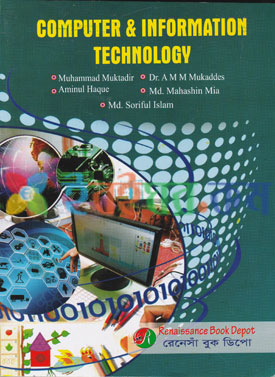 COMPUTER & INFORMATION
TECHNOLOGY
Muhammad Muktadir
Dr. A M M Mukaddes
Aminul Haque
Md. Mahashin Mia
Md. Soriful Islam
Renaissance Book Depot
রেনেসাঁ বুক ডিপো